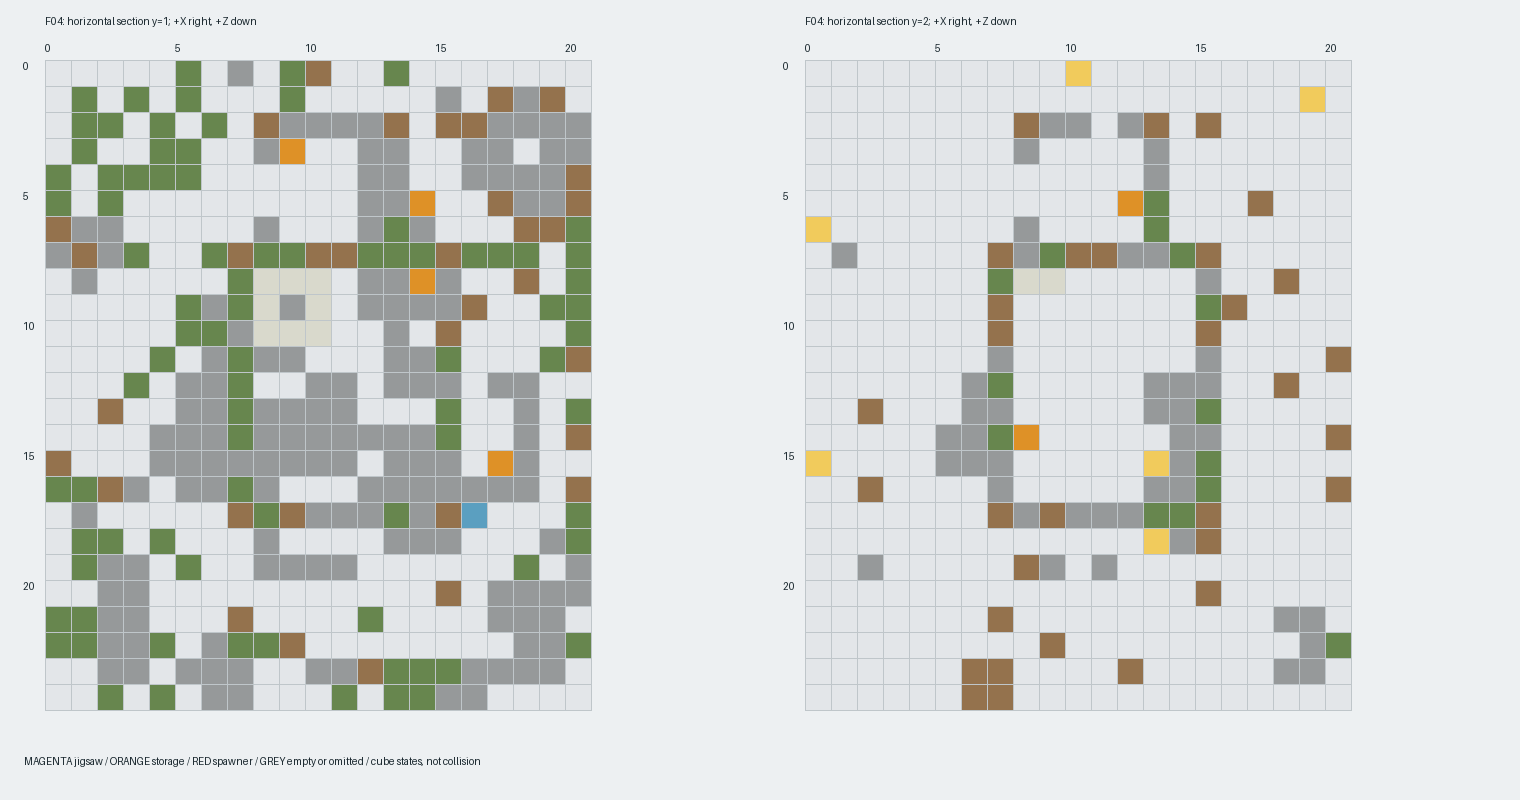 F04: horizontal section y=1; +X right, +Z down
F04: horizontal section y=2; +X right, +Z down
0 5 10 15 20
0 5 10 15 20
0 0
5 5
10 10
15 15
20 20
MAGENTA jigsaw / ORANGE storage / RED spawner / GREY empty or omitted / cube states, not collision